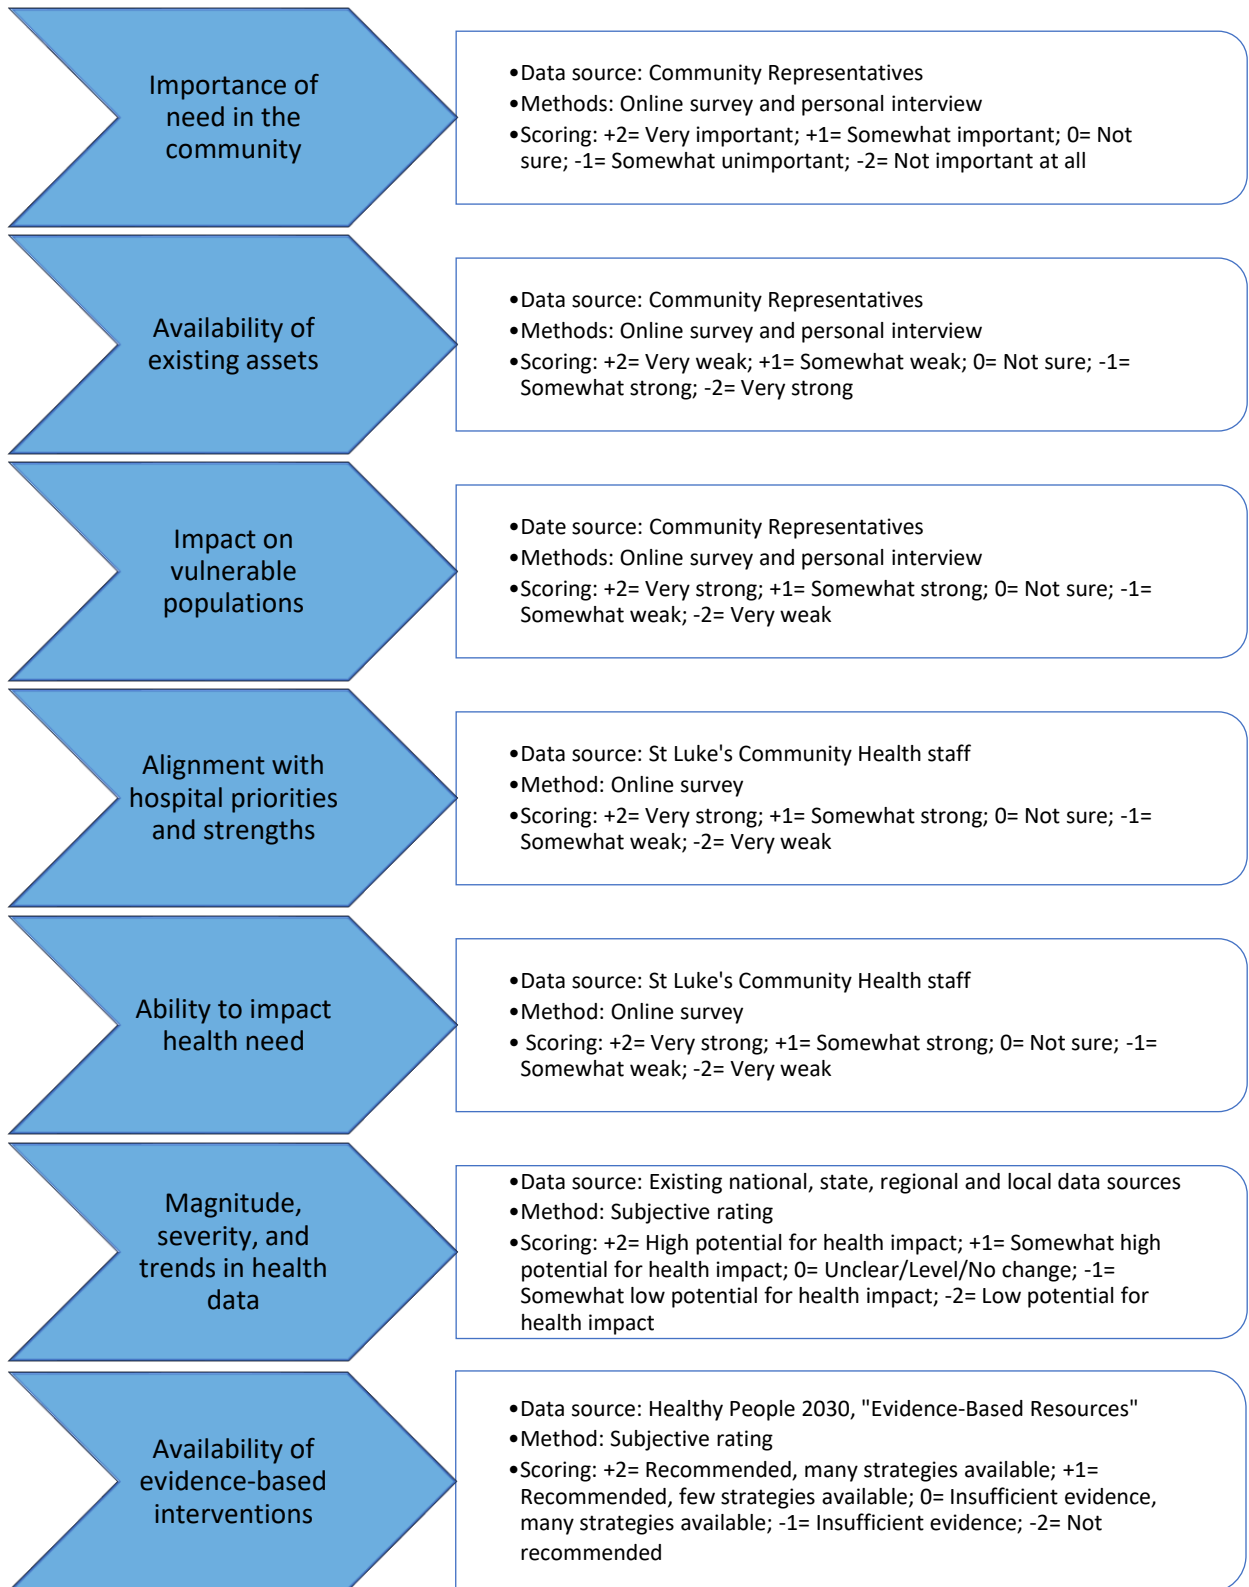 Importance of
need in the
community
•Data source: Community Representatives
•Methods: Online survey and personal interview
•Scoring: +2= Very important; +1= Somewhat important; 0= Not
sure; -1= Somewhat unimportant; -2= Not important at all
Availability of
existing assets
•Data source: Community Representatives
•Methods: Online survey and personal interview
•Scoring: +2= Very weak; +1= Somewhat weak; 0= Not sure; -1=
Somewhat strong; -2= Very strong
Impact on
vulnerable
populations
•Date source: Community Representatives
•Methods: Online survey and personal interview
•Scoring: +2= Very strong; +1= Somewhat strong; 0= Not sure; -1=
Somewhat weak; -2= Very weak
Alignment with
hospital priorities
and strengths
•Data source: St Luke's Community Health staff
•Method: Online survey
•Scoring: +2= Very strong; +1= Somewhat strong; 0= Not sure; -1=
Somewhat weak; -2= Very weak
Ability to impact
health need
•Data source: St Luke's Community Health staff
•Method: Online survey
• Scoring: +2= Very strong; +1= Somewhat strong; 0= Not sure; -1=
Somewhat weak; -2= Very weak
Magnitude,
severity, and
trends in health
data
•Data source: Existing national, state, regional and local data sources
•Method: Subjective rating
•Scoring: +2= High potential for health impact; +1= Somewhat high
potential for health impact; 0= Unclear/Level/No change; -1=
Somewhat low potential for health impact; -2= Low potential for
health impact
Availability of
evidence-based
interventions
•Data source: Healthy People 2030, "Evidence-Based Resources"
•Method: Subjective rating
•Scoring: +2= Recommended, many strategies available; +1=
Recommended, few strategies available; 0= Insufficient evidence,
many strategies available; -1= Insufficient evidence; -2= Not
recommended